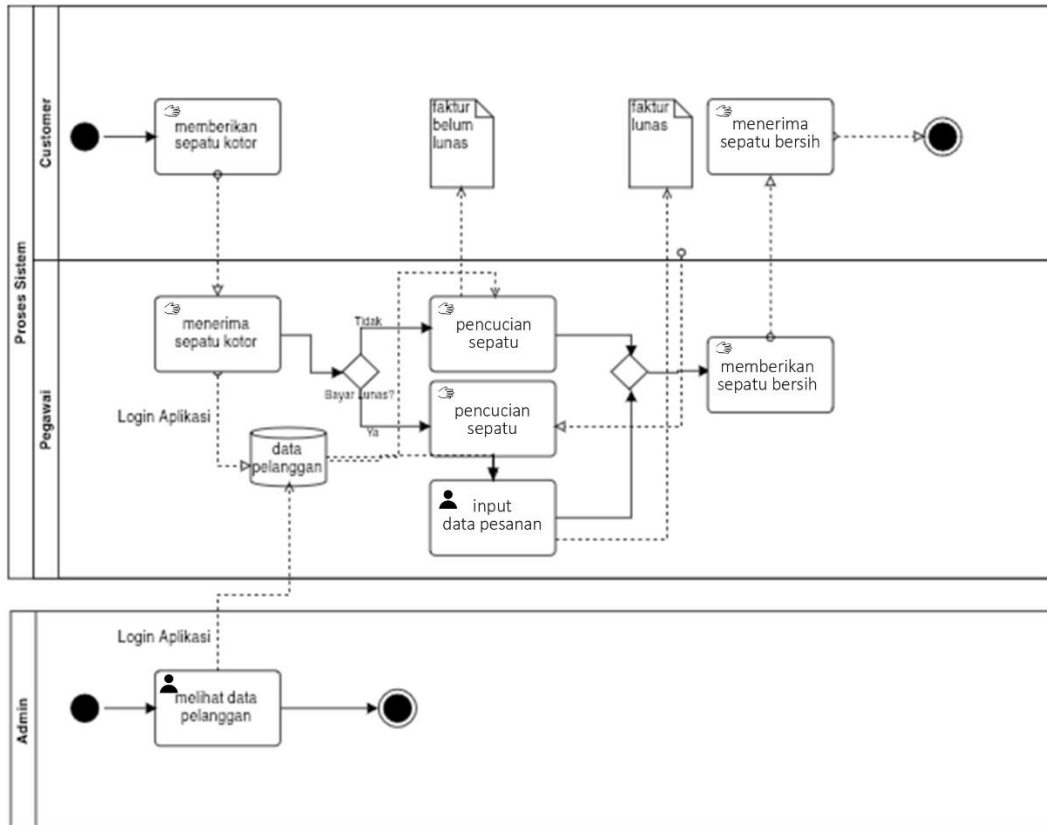 Proses Sistem
Customer
memberikan
sepatu kotor
faktur
belum
lunas
faktur
lunas
menerima
sepatu bersih
Pegawai
menerima
sepatu kotor
Tidak
Bayar Lunas?
Ya
pencucian
sepatu
pencucian
sepatu
memberikan
sepatu bersih
Login Aplikasi
data
pelanggan
input
data pesanan
Admin
Login Aplikasi
melihat data
pelanggan